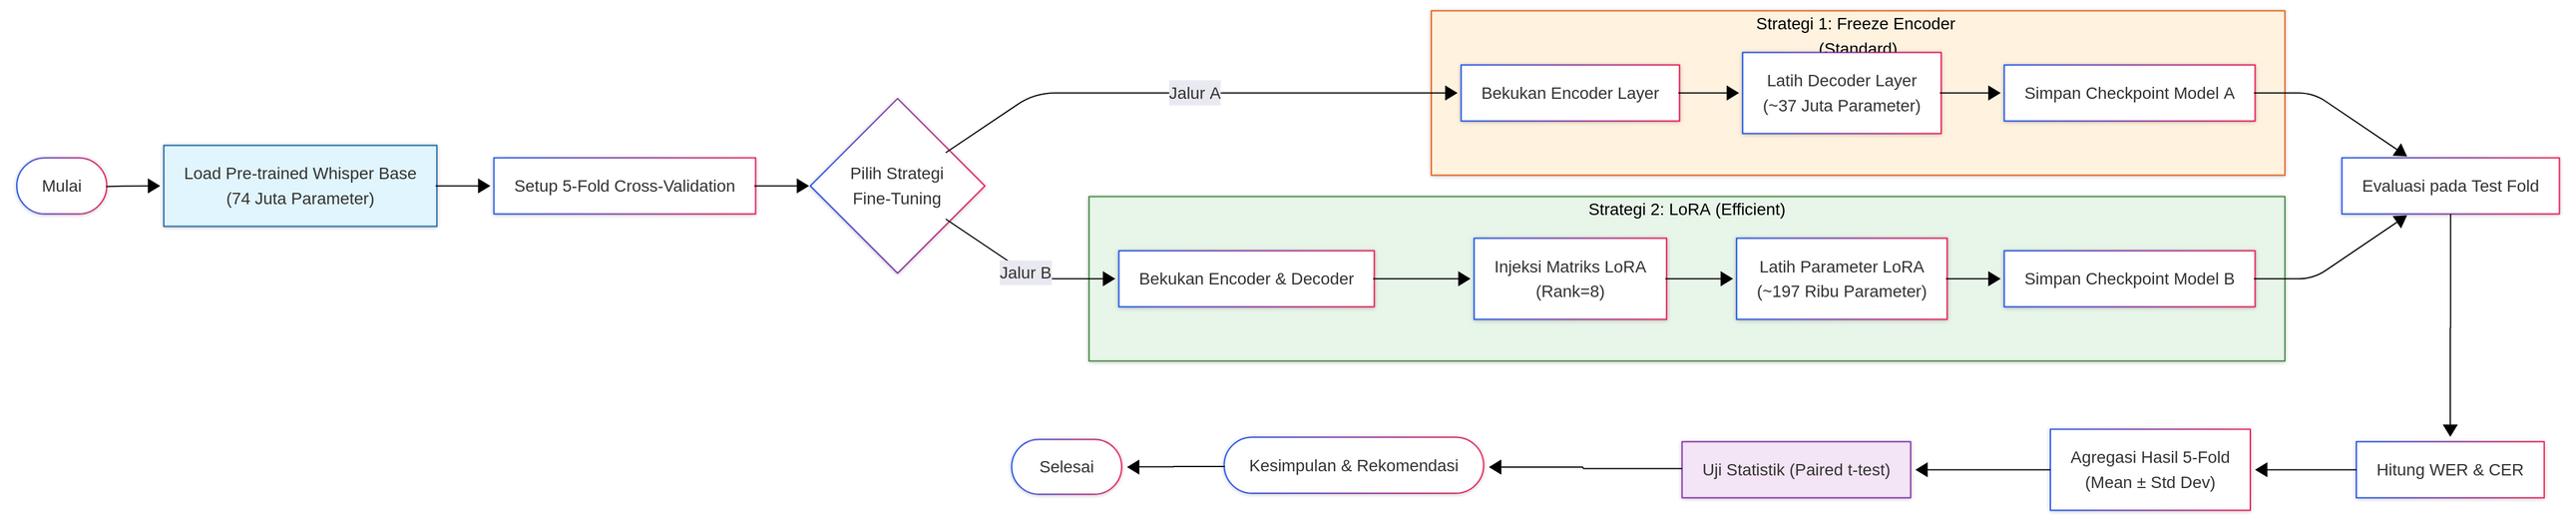 Mulai
Load Pre-trained Whisper Base
(74 Juta Parameter)
Setup 5-Fold Cross-Validation
Pilih Strategi
Fine-Tuning
Jalur A
Strategi 1: Freeze Encoder
(Standard)
Bekukan Encoder Layer
Latih Decoder Layer
(~37 Juta Parameter)
Simpan Checkpoint Model A
Jalur B
Strategi 2: LoRA (Efficient)
Bekukan Encoder & Decoder
Injeksi Matriks LoRA
(Rank=8)
Latih Parameter LoRA
(~197 Ribu Parameter)
Simpan Checkpoint Model B
Evaluasi pada Test Fold
Hitung WER & CER
Agregasi Hasil 5-Fold
(Mean ± Std Dev)
Uji Statistik (Paired t-test)
Kesimpulan & Rekomendasi
Selesai